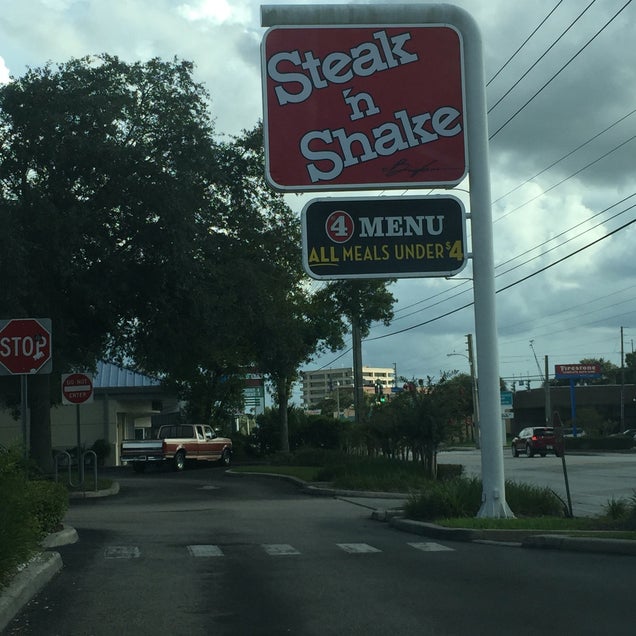 Steak
'n
Shake
4 MENU
ALL MEALS UNDER $4
STOP
DO NOT
ENTER
Firestone